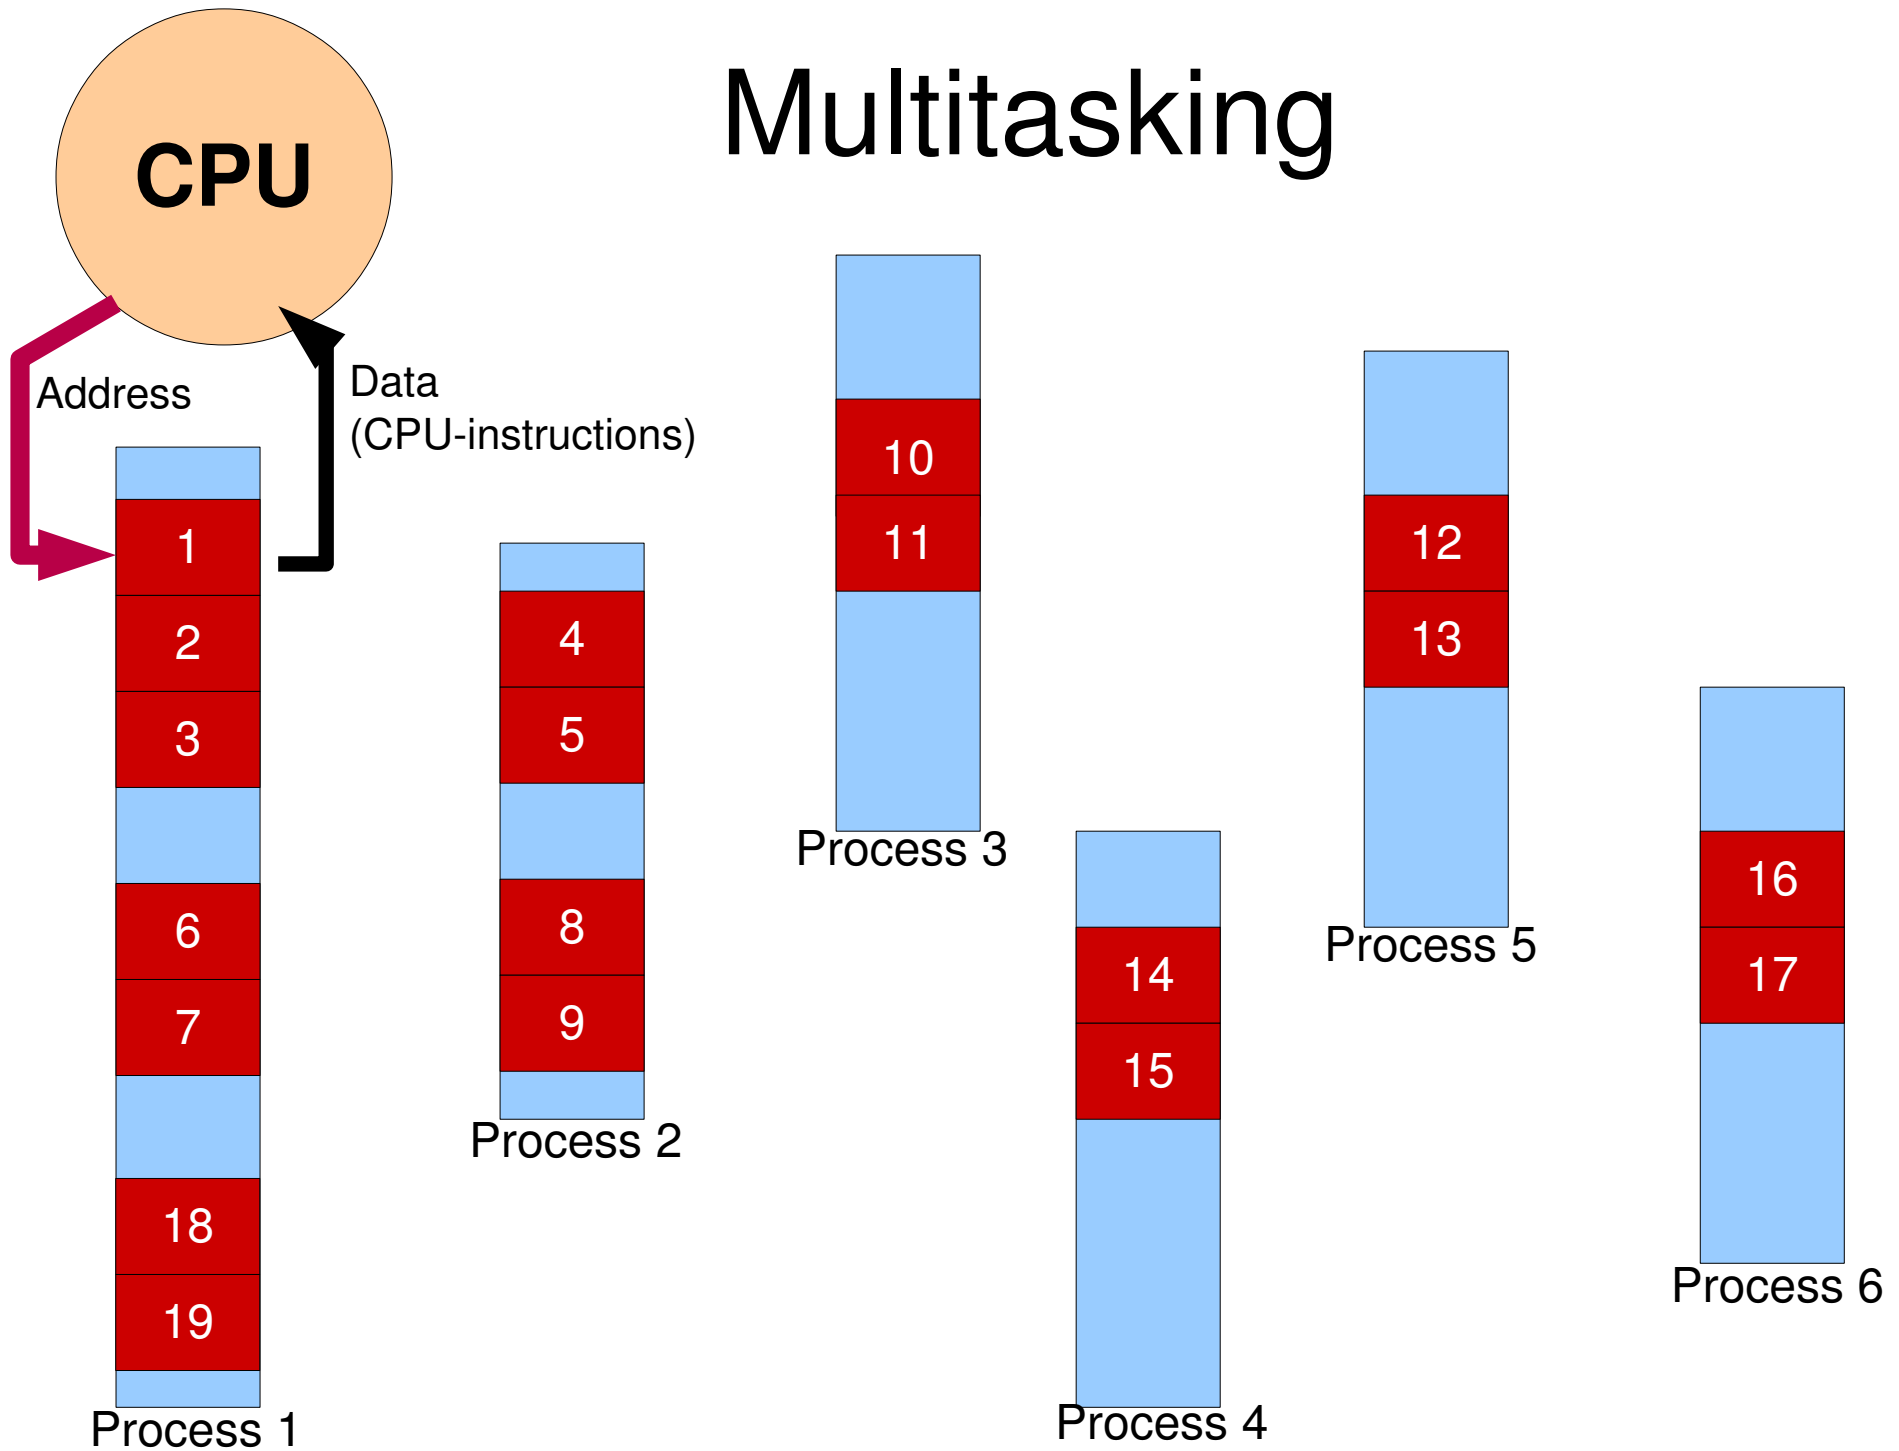 Multitasking
CPU
Address
Data
(CPU-instructions)
1
2
3
6
7
18
19
Process 1
4
5
8
9
Process 2
10
11
Process 3
14
15
Process 4
12
13
Process 5
16
17
Process 6